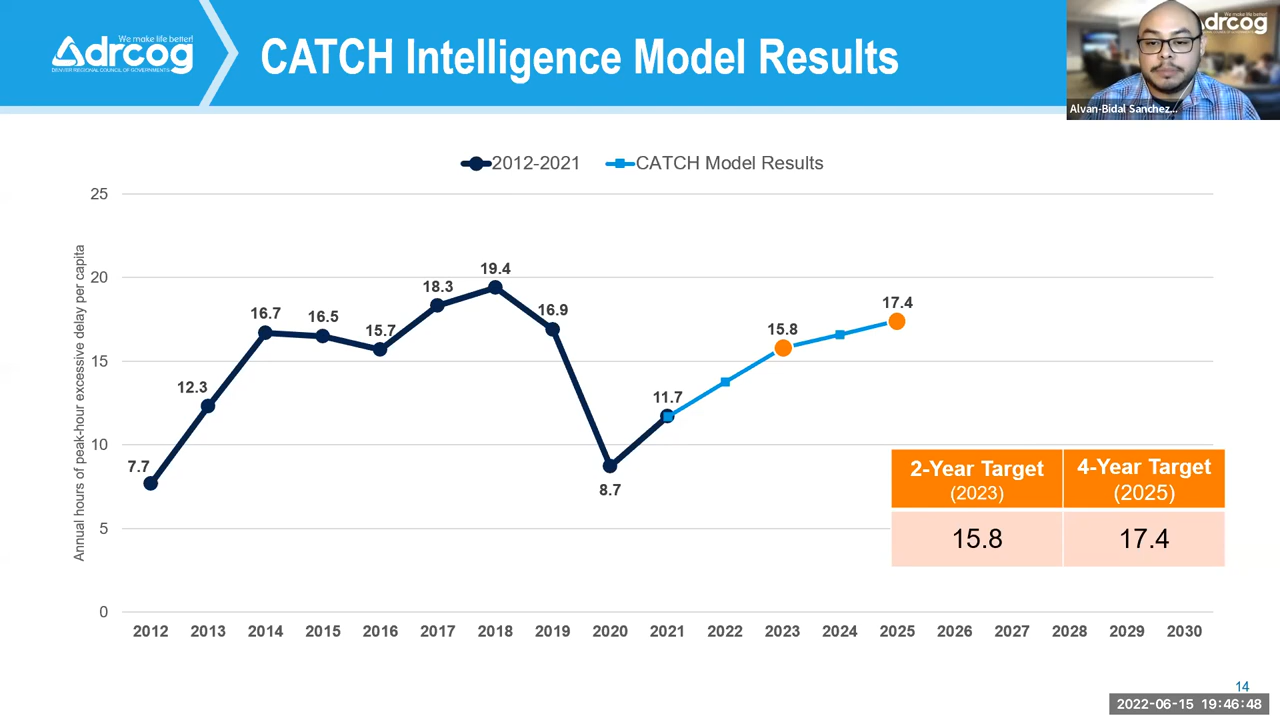 We make life better!
drcog
DENVER REGIONAL COUNCIL OF GOVERNMENTS
CATCH Intelligence Model Results
We make life better!
drcog
Alvan-Bidal Sanchez...
2012-2021
CATCH Model Results
Annual hours of peak-hour excessive delay per capita
25
20
15
10
5
0
7.7
12.3
16.7
16.5
15.7
18.3
19.4
16.9
8.7
11.7
15.8
17.4
2-Year Target
(2023)
4-Year Target
(2025)
15.8
17.4
2012 2013 2014 2015 2016 2017 2018 2019 2020 2021 2022 2023 2024 2025 2026 2027 2028 2029 2030
14
2022-06-15 19:46:48